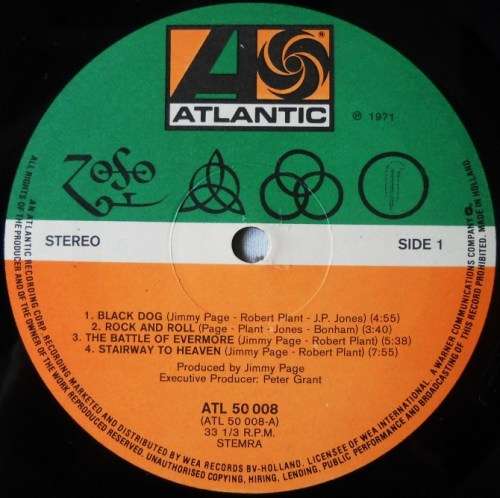 ATLANTIC
℗ 1971
STEREO
SIDE 1
1. BLACK DOG (Jimmy Page - Robert Plant - J.P. Jones) (4:55)
2. ROCK AND ROLL (Page - Plant - Jones - Bonham) (3:40)
3. THE BATTLE OF EVERMORE (Jimmy Page - Robert Plant) (5:38)
4. STAIRWAY TO HEAVEN (Jimmy Page - Robert Plant) (7:55)
Produced by Jimmy Page
Executive Producer: Peter Grant
ATL 50 008
(ATL 50 008-A)
33 1/3 R.P.M.
STEMRA
AN ATLANTIC RECORDING CORP. RECORDING MARKETED AND DISTRIBUTED BY WEA RECORDS BV-HOLLAND. LICENSEE OF WEA INTERNATIONAL. A WARNER COMMUNICATIONS COMPANY.
ALL RIGHTS OF THE PRODUCER AND OF THE OWNER OF THE WORK REPRODUCED RESERVED. UNAUTHORISED COPYING, HIRING, LENDING, PUBLIC PERFORMANCE AND BROADCASTING OF THIS RECORD PROHIBITED. MADE IN HOLLAND.